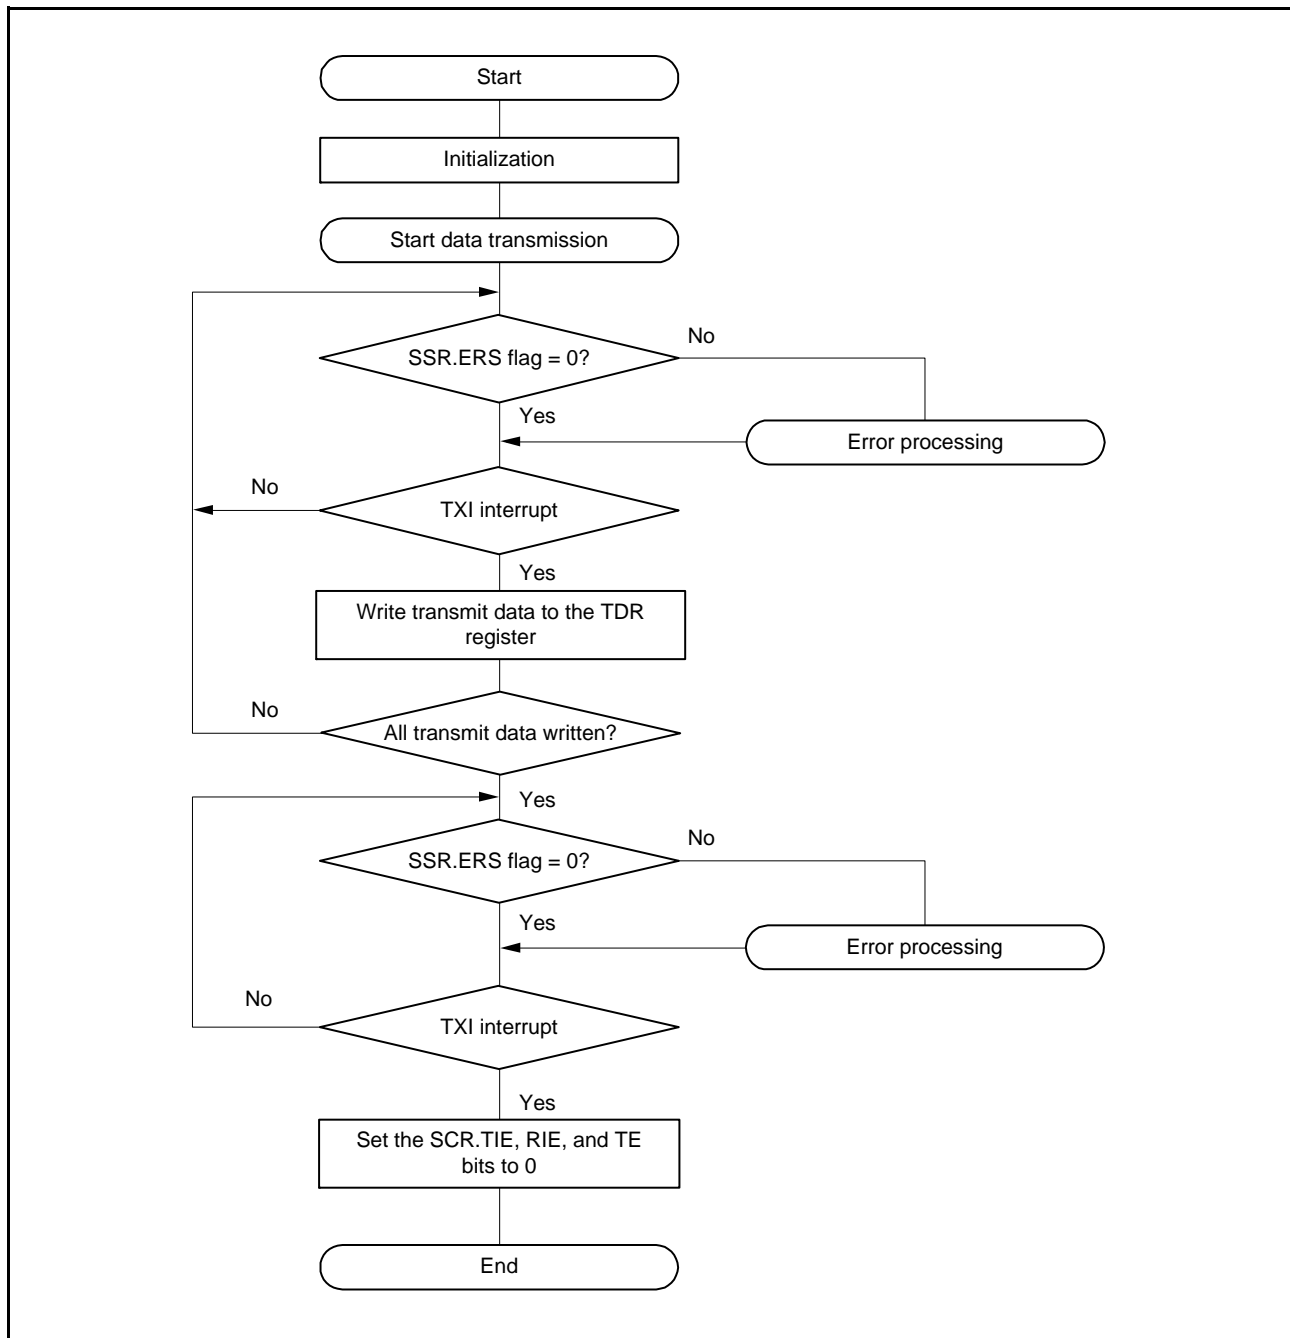 Start
Initialization
Start data transmission
SSR.ERS flag = 0?
No
Yes
Error processing
No
TXI interrupt
Yes
Write transmit data to the TDR
register
No
All transmit data written?
Yes
SSR.ERS flag = 0?
No
Yes
Error processing
No
TXI interrupt
Yes
Set the SCR.TIE, RIE, and TE
bits to 0
End